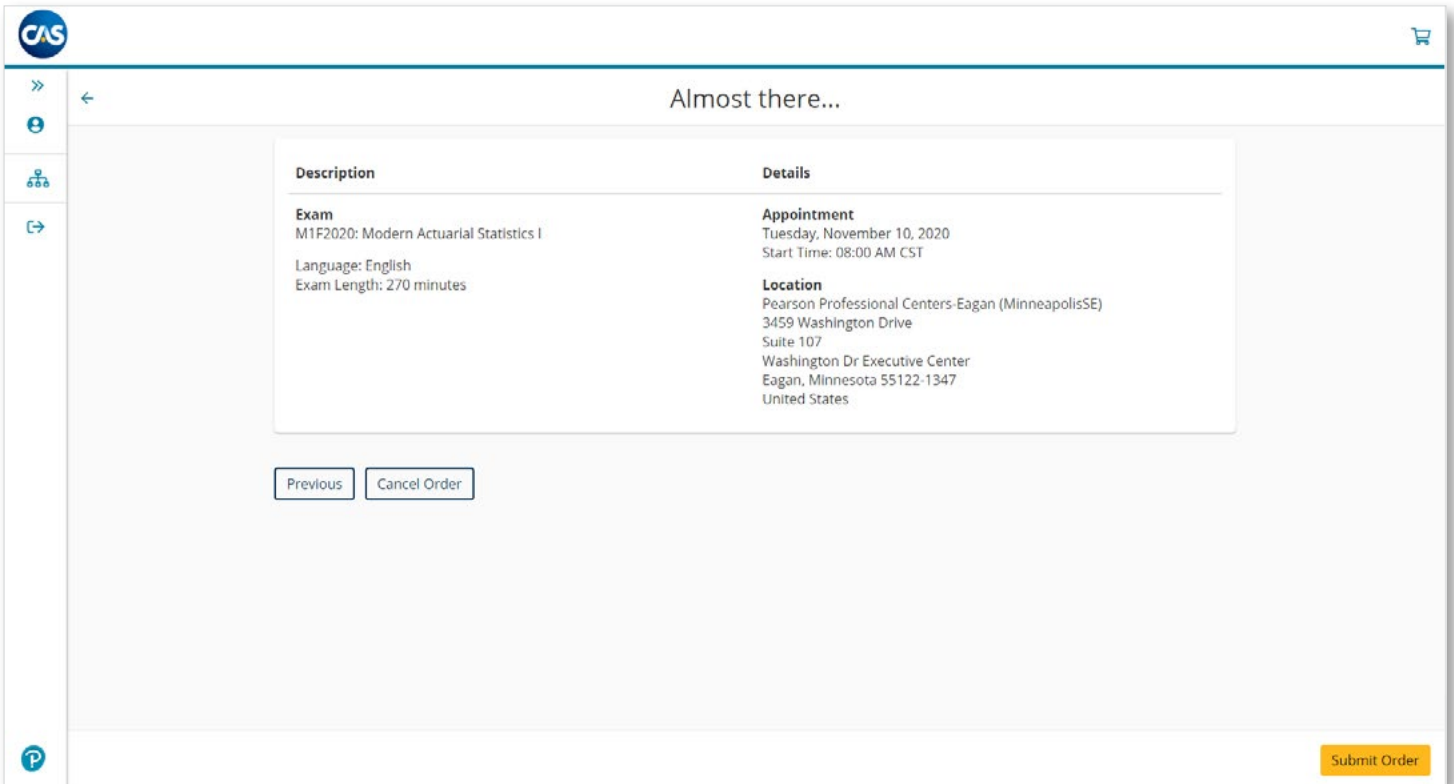 CAS
Almost there...
Description
Details
Exam
M1F2020: Modern Actuarial Statistics I
Language: English
Exam Length: 270 minutes
Appointment
Tuesday, November 10, 2020
Start Time: 08:00 AM CST
Location
Pearson Professional Centers-Eagan (MinneapolisSE)
3459 Washington Drive
Suite 107
Washington Dr Executive Center
Eagan, Minnesota 55122-1347
United States
Previous
Cancel Order
P
Submit Order